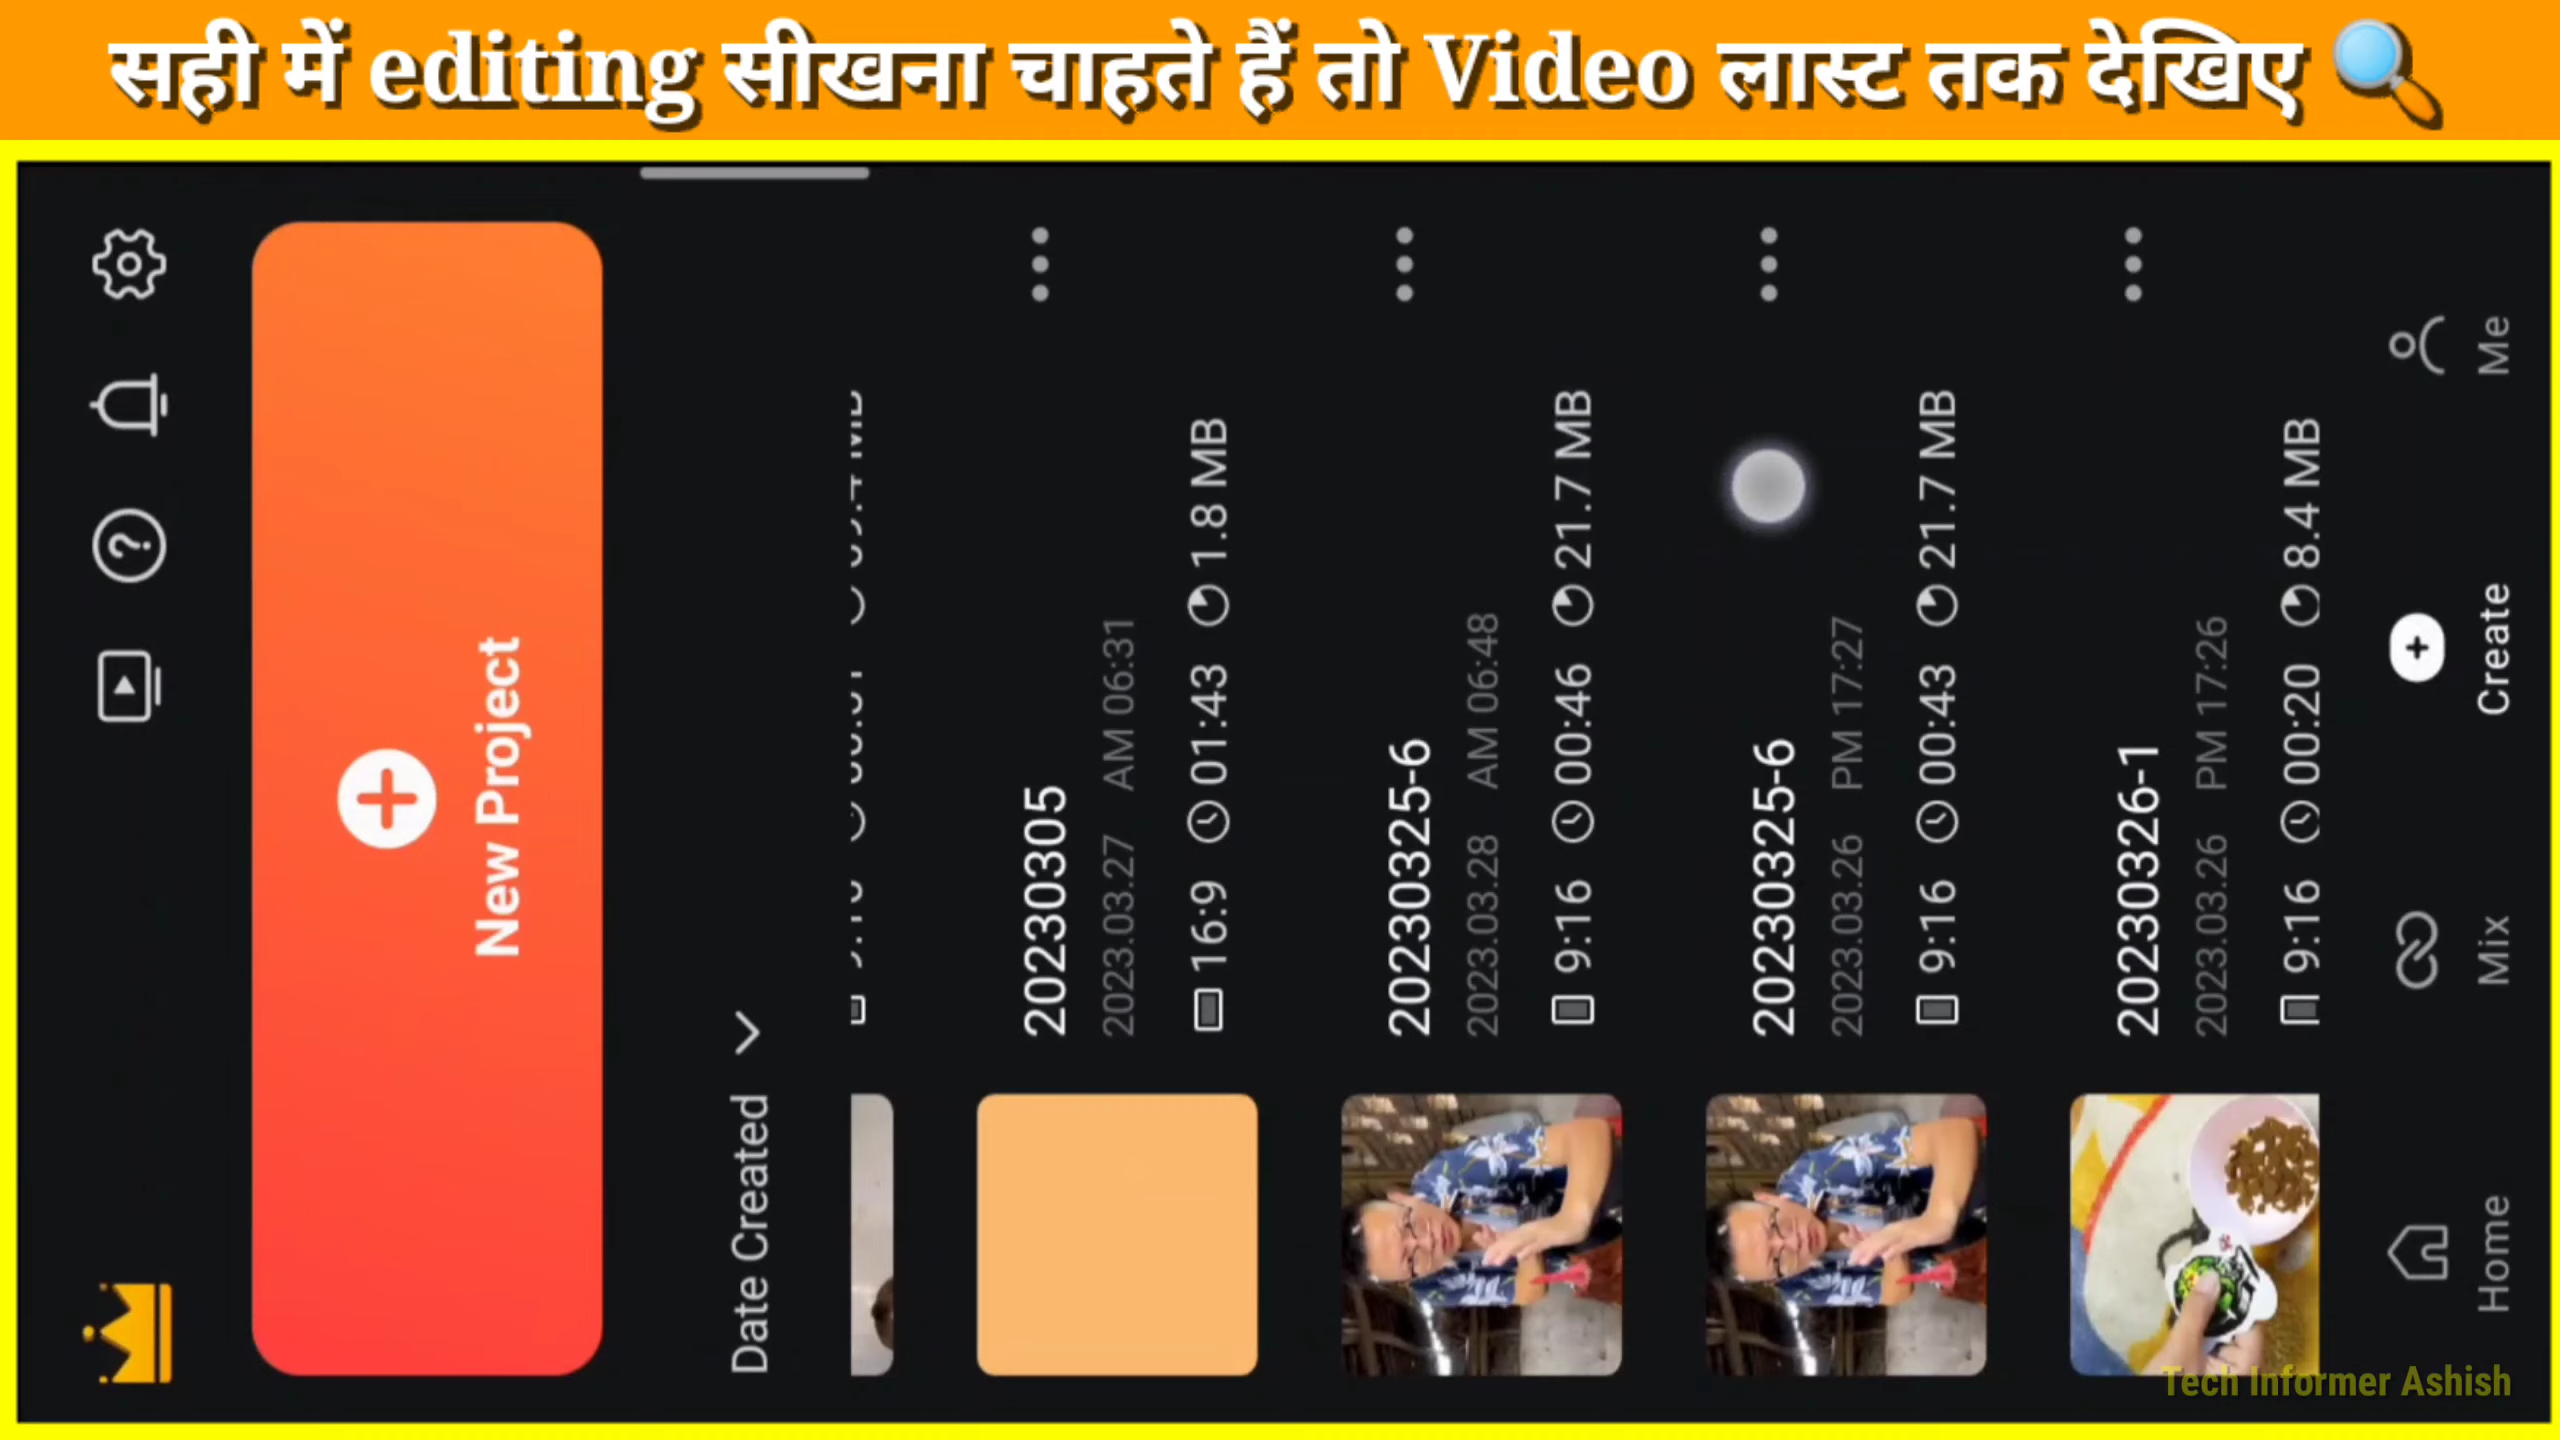 सही में editing सीखना चाहते हैं तो Video लास्ट तक देखिए
New Project
Date Created
20230305
2023.03.27 AM 06:31
16:9 01:43 1.8 MB
20230325-6
2023.03.28 AM 06:48
9:16 00:46 21.7 MB
20230325-6
2023.03.26 PM 17:27
9:16 00:43 21.7 MB
20230326-1
2023.03.26 PM 17:26
9:16 00:20 8.4 MB
Home Mix Create Me
Tech Informer Ashish